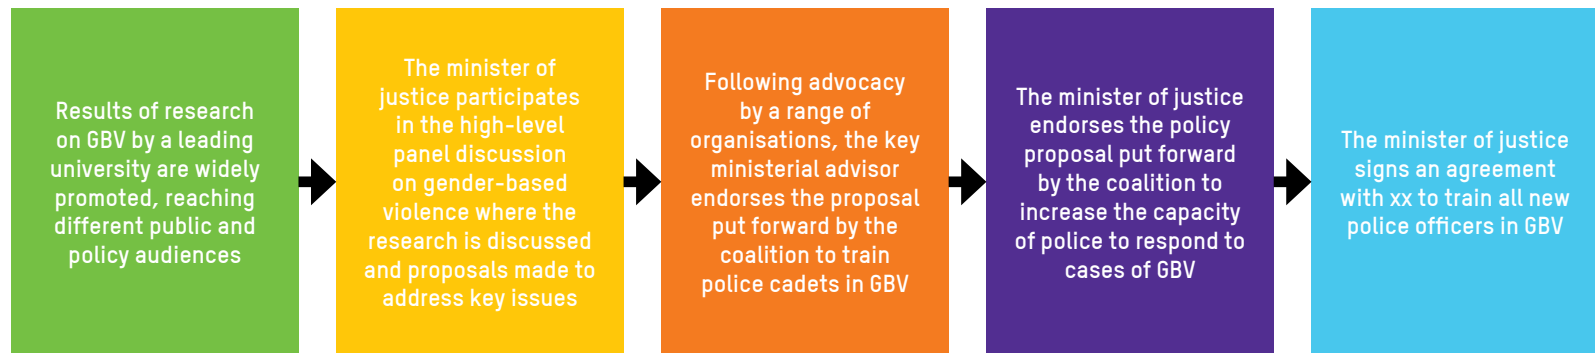 Results of research
on GBV by a leading
university are widely
promoted, reaching
different public and
policy audiences
The minister of
justice participates
in the high-level
panel discussion
on gender-based
violence where the
research is discussed
and proposals made to
address key issues
Following advocacy
by a range of
organisations, the key
ministerial advisor
endorses the proposal
put forward by the
coalition to train
police cadets in GBV
The minister of justice
endorses the policy
proposal put forward
by the coalition to
increase the capacity
of police to respond to
cases of GBV
The minister of justice
signs an agreement
with xx to train all new
police officers in GBV